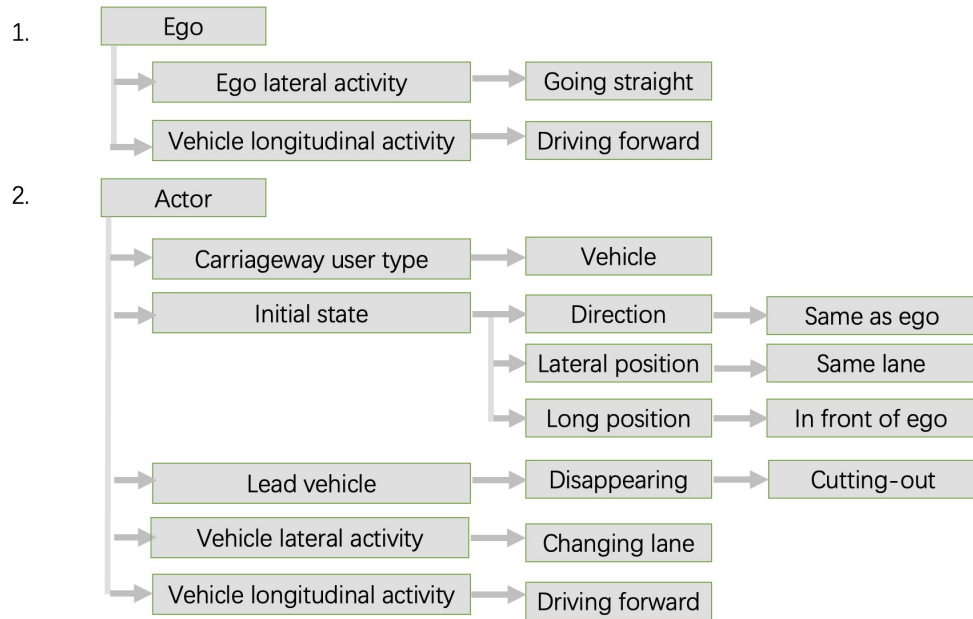 1.
Ego
Ego lateral activity
Going straight
Vehicle longitudinal activity
Driving forward
2.
Actor
Carriageway user type
Vehicle
Initial state
Direction
Same as ego
Lateral position
Same lane
Long position
In front of ego
Lead vehicle
Disappearing
Cutting-out
Vehicle lateral activity
Changing lane
Vehicle longitudinal activity
Driving forward